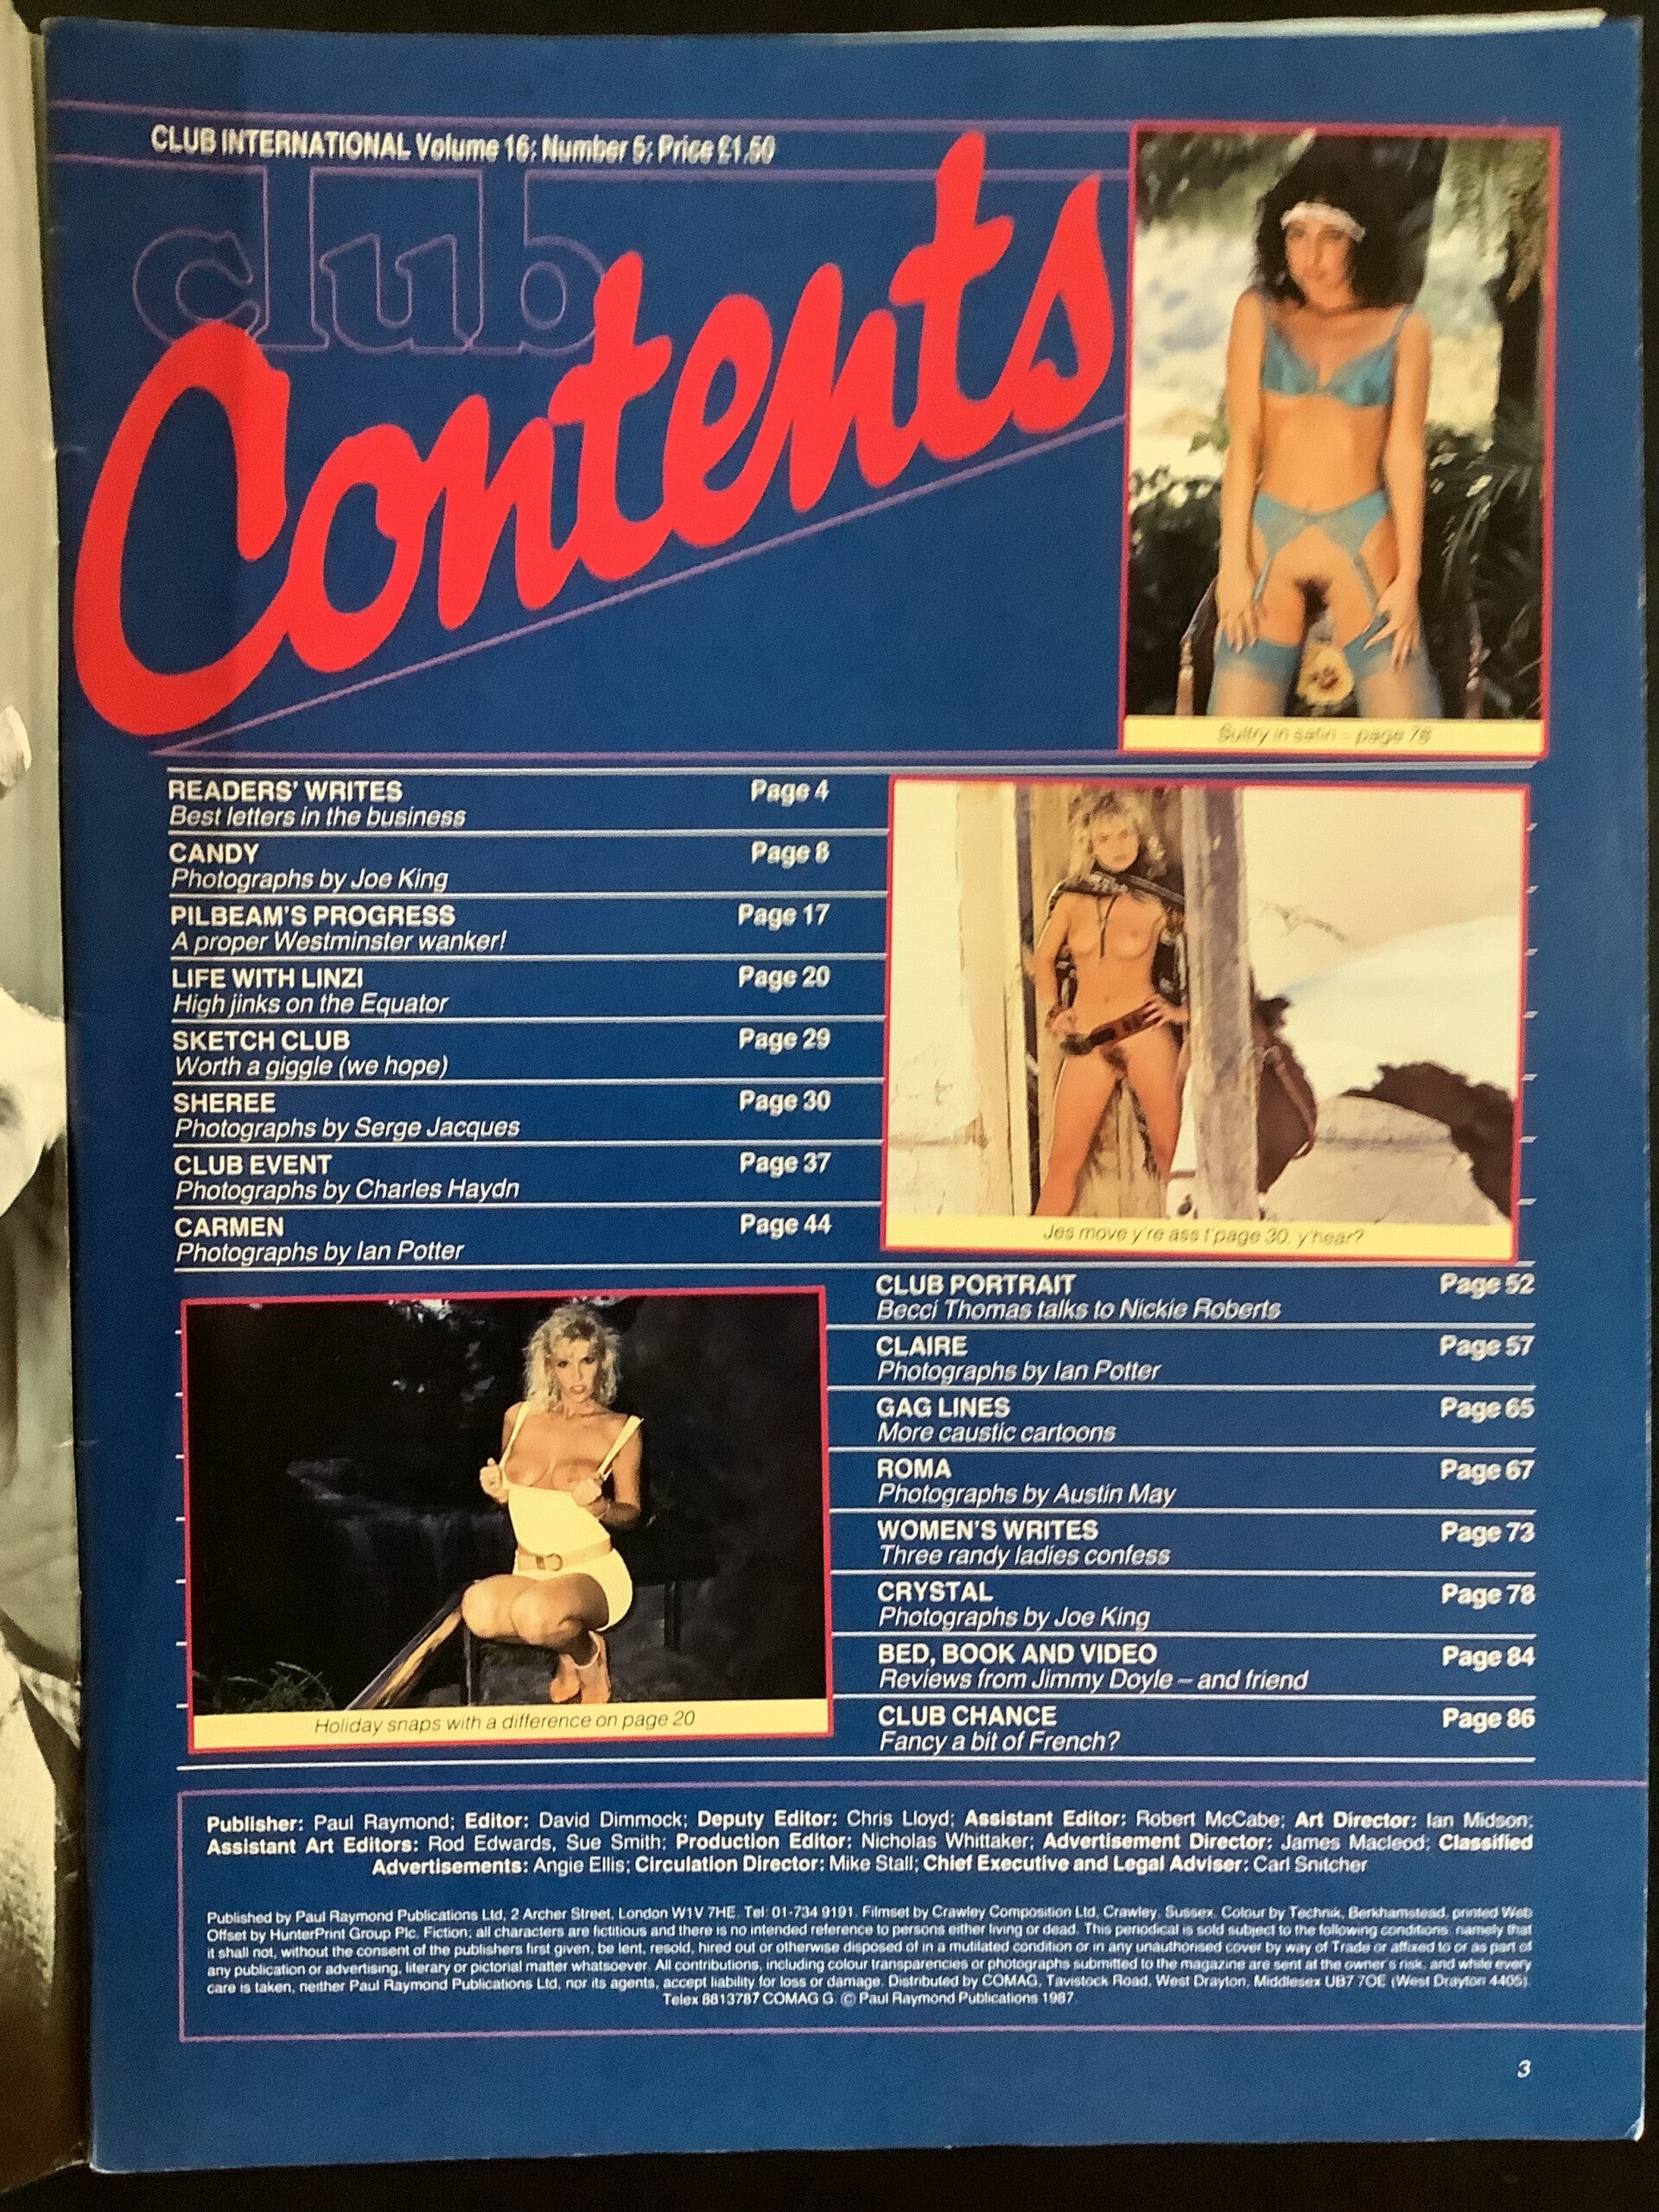 CLUB INTERNATIONAL Volume 16: Number 5: Price £1.50
club
Contents
Sultry in satin – page 78
READERS' WRITES Page 4
Best letters in the business
CANDY Page 8
Photographs by Joe King
PILBEAM'S PROGRESS Page 17
A proper Westminster wanker!
LIFE WITH LINZI Page 20
High jinks on the Equator
SKETCH CLUB Page 29
Worth a giggle (we hope)
SHEREE Page 30
Photographs by Serge Jacques
CLUB EVENT Page 37
Photographs by Charles Haydn
CARMEN Page 44
Photographs by Ian Potter
Jes move y're ass t'page 30, y'hear?
CLUB PORTRAIT Page 52
Becci Thomas talks to Nickie Roberts
CLAIRE Page 57
Photographs by Ian Potter
GAG LINES Page 65
More caustic cartoons
ROMA Page 67
Photographs by Austin May
WOMEN'S WRITES Page 73
Three randy ladies confess
CRYSTAL Page 78
Photographs by Joe King
BED, BOOK AND VIDEO Page 84
Reviews from Jimmy Doyle – and friend
CLUB CHANCE Page 86
Fancy a bit of French?
Holiday snaps with a difference on page 20
Publisher: Paul Raymond; Editor: David Dimmock; Deputy Editor: Chris Lloyd; Assistant Editor: Robert McCabe; Art Director: Ian Midson;
Assistant Art Editors: Rod Edwards, Sue Smith; Production Editor: Nicholas Whittaker; Advertisement Director: James Macleod; Classified
Advertisements: Angie Ellis; Circulation Director: Mike Stall; Chief Executive and Legal Adviser: Carl Snitcher
Published by Paul Raymond Publications Ltd, 2 Archer Street, London W1V 7HE. Tel: 01-734 9191. Filmset by Crawley Composition Ltd, Crawley, Sussex. Colour by Technik, Berkhamstead, printed Web
Offset by HunterPrint Group Plc. Fiction; all characters are fictitious and there is no intended reference to persons either living or dead. This periodical is sold subject to the following conditions: namely that
it shall not, without the consent of the publishers first given, be lent, resold, hired out or otherwise disposed of in a mutilated condition or in any unauthorised cover by way of Trade or affixed to or as part of
any publication or advertising, literary or pictorial matter whatsoever. All contributions, including colour transparencies or photographs submitted to the magazine are sent at the owner's risk, and while every
care is taken, neither Paul Raymond Publications Ltd, nor its agents, accept liability for loss or damage. Distributed by COMAG, Tavistock Road, West Drayton, Middlesex UB7 7QE (West Drayton 4405).
Telex 8813787 COMAG G. © Paul Raymond Publications 1987.
3